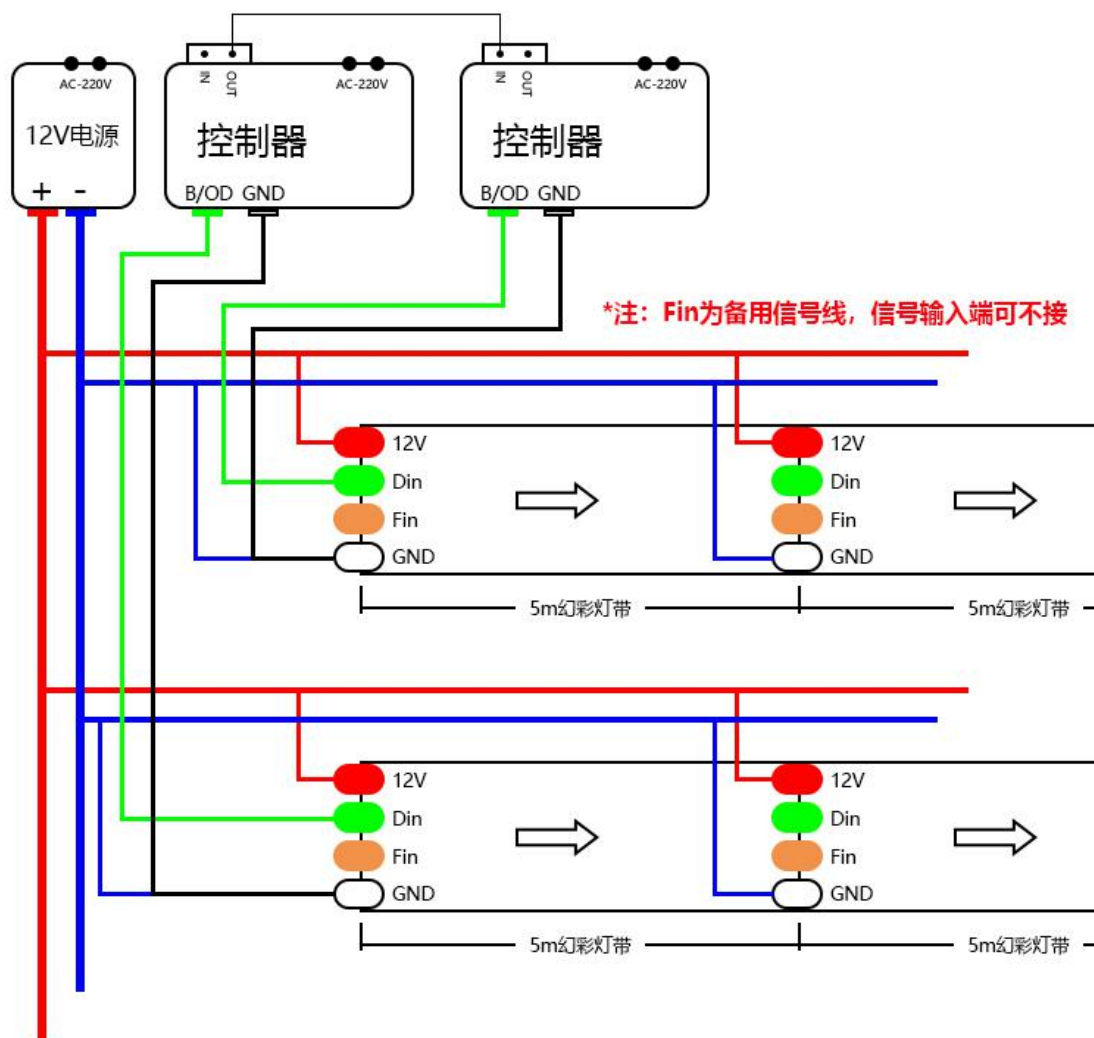 IN
OUT
IN
OUT
AC-220V
AC-220V
AC-220V
12V电源
控制器
控制器
+ -
B/OD GND
B/OD GND
*注：Fin为备用信号线，信号输入端可不接
12V
Din
Fin
GND
12V
Din
Fin
GND
5m幻彩灯带
5m幻彩灯带
12V
Din
Fin
GND
12V
Din
Fin
GND
5m幻彩灯带
5m幻彩灯带